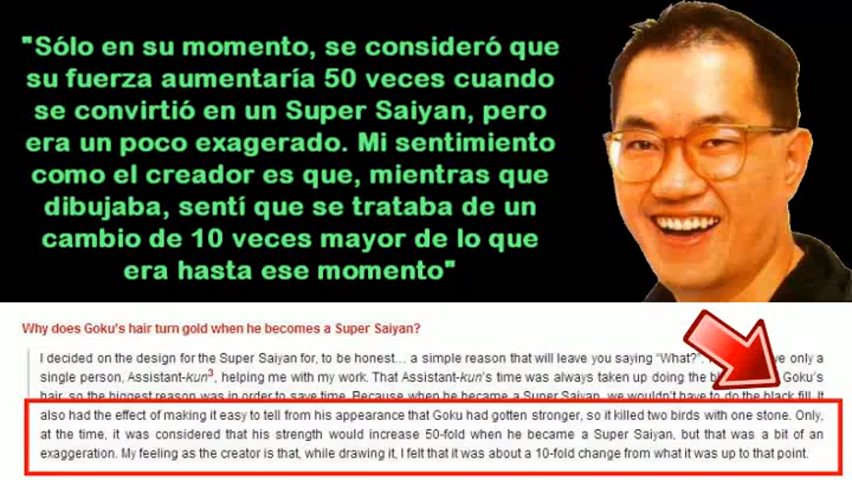 "Sólo en su momento, se consideró que
su fuerza aumentaría 50 veces cuando
se convirtió en un Super Saiyan, pero
era un poco exagerado. Mi sentimiento
como el creador es que, mientras que
dibujaba, sentí que se trataba de un
cambio de 10 veces mayor de lo que
era hasta ese momento"
Why does Goku's hair turn gold when he becomes a Super Saiyan?
I decided on the design for the Super Saiyan for, to be honest... a simple reason that will leave you saying "What?". only a
single person, Assistant-kun3, helping me with my work. That Assistant-kun's time was always taken up doing the Goku's
hair, so the biggest reason was in order to save time. Because when he became a Super Saiyan, we wouldn't have to do the black fill. It
also had the effect of making it easy to tell from his appearance that Goku had gotten stronger, so it killed two birds with one stone. Only,
at the time, it was considered that his strength would increase 50-fold when he became a Super Saiyan, but that was a bit of an
exaggeration. My feeling as the creator is that, while drawing it, I felt that it was about a 10-fold change from what it was up to that point.